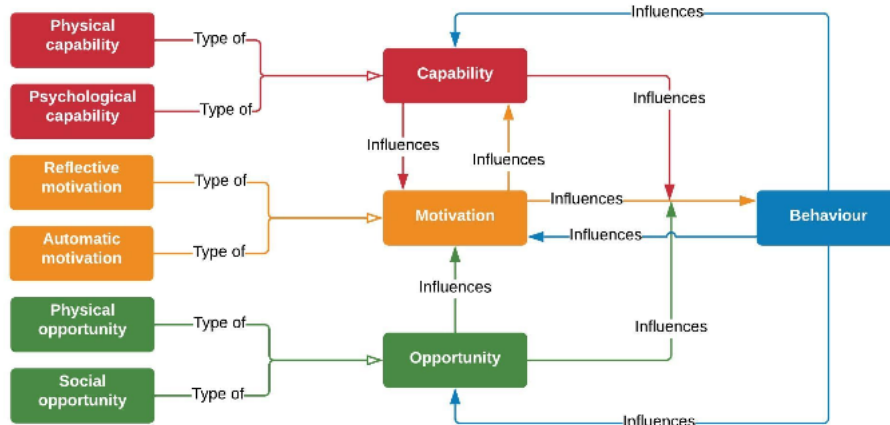 Influences
Physical
capability
Type of
Capability
Psychological
capability
Type of
Influences
Influences
Influences
Reflective
motivation
Type of
Motivation
Influences
Behaviour
Automatic
motivation
Type of
Influences
Influences
Physical
opportunity
Type of
Influences
Opportunity
Social
opportunity
Type of
Influences